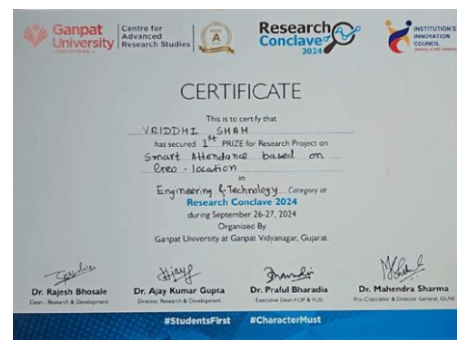 Ganpat University
Centre for Advanced Research Studies
A
Research Conclave 2024
INSTITUTION'S INNOVATION COUNCIL
CERTIFICATE
This is to certify that
VRIDDHI SHAH
has secured 1st PRIZE for Research Project on
Smart Attendance based on
Geo-location
in
Engineering & Technology Category at
Research Conclave 2024
during September 26-27, 2024
Organized By
Ganpat University at Ganpat Vidyanagar, Gujarat.
Dr. Rajesh Bhosale
Dr. Ajay Kumar Gupta
Dr. Praful Bharadia
Dr. Mahendra Sharma
Dean - Research & Development
Director, Research & Development
Executive Dean-FOP & FOS
Pro-Chancellor & Director General, GUNI
#StudentsFirst #CharacterMust